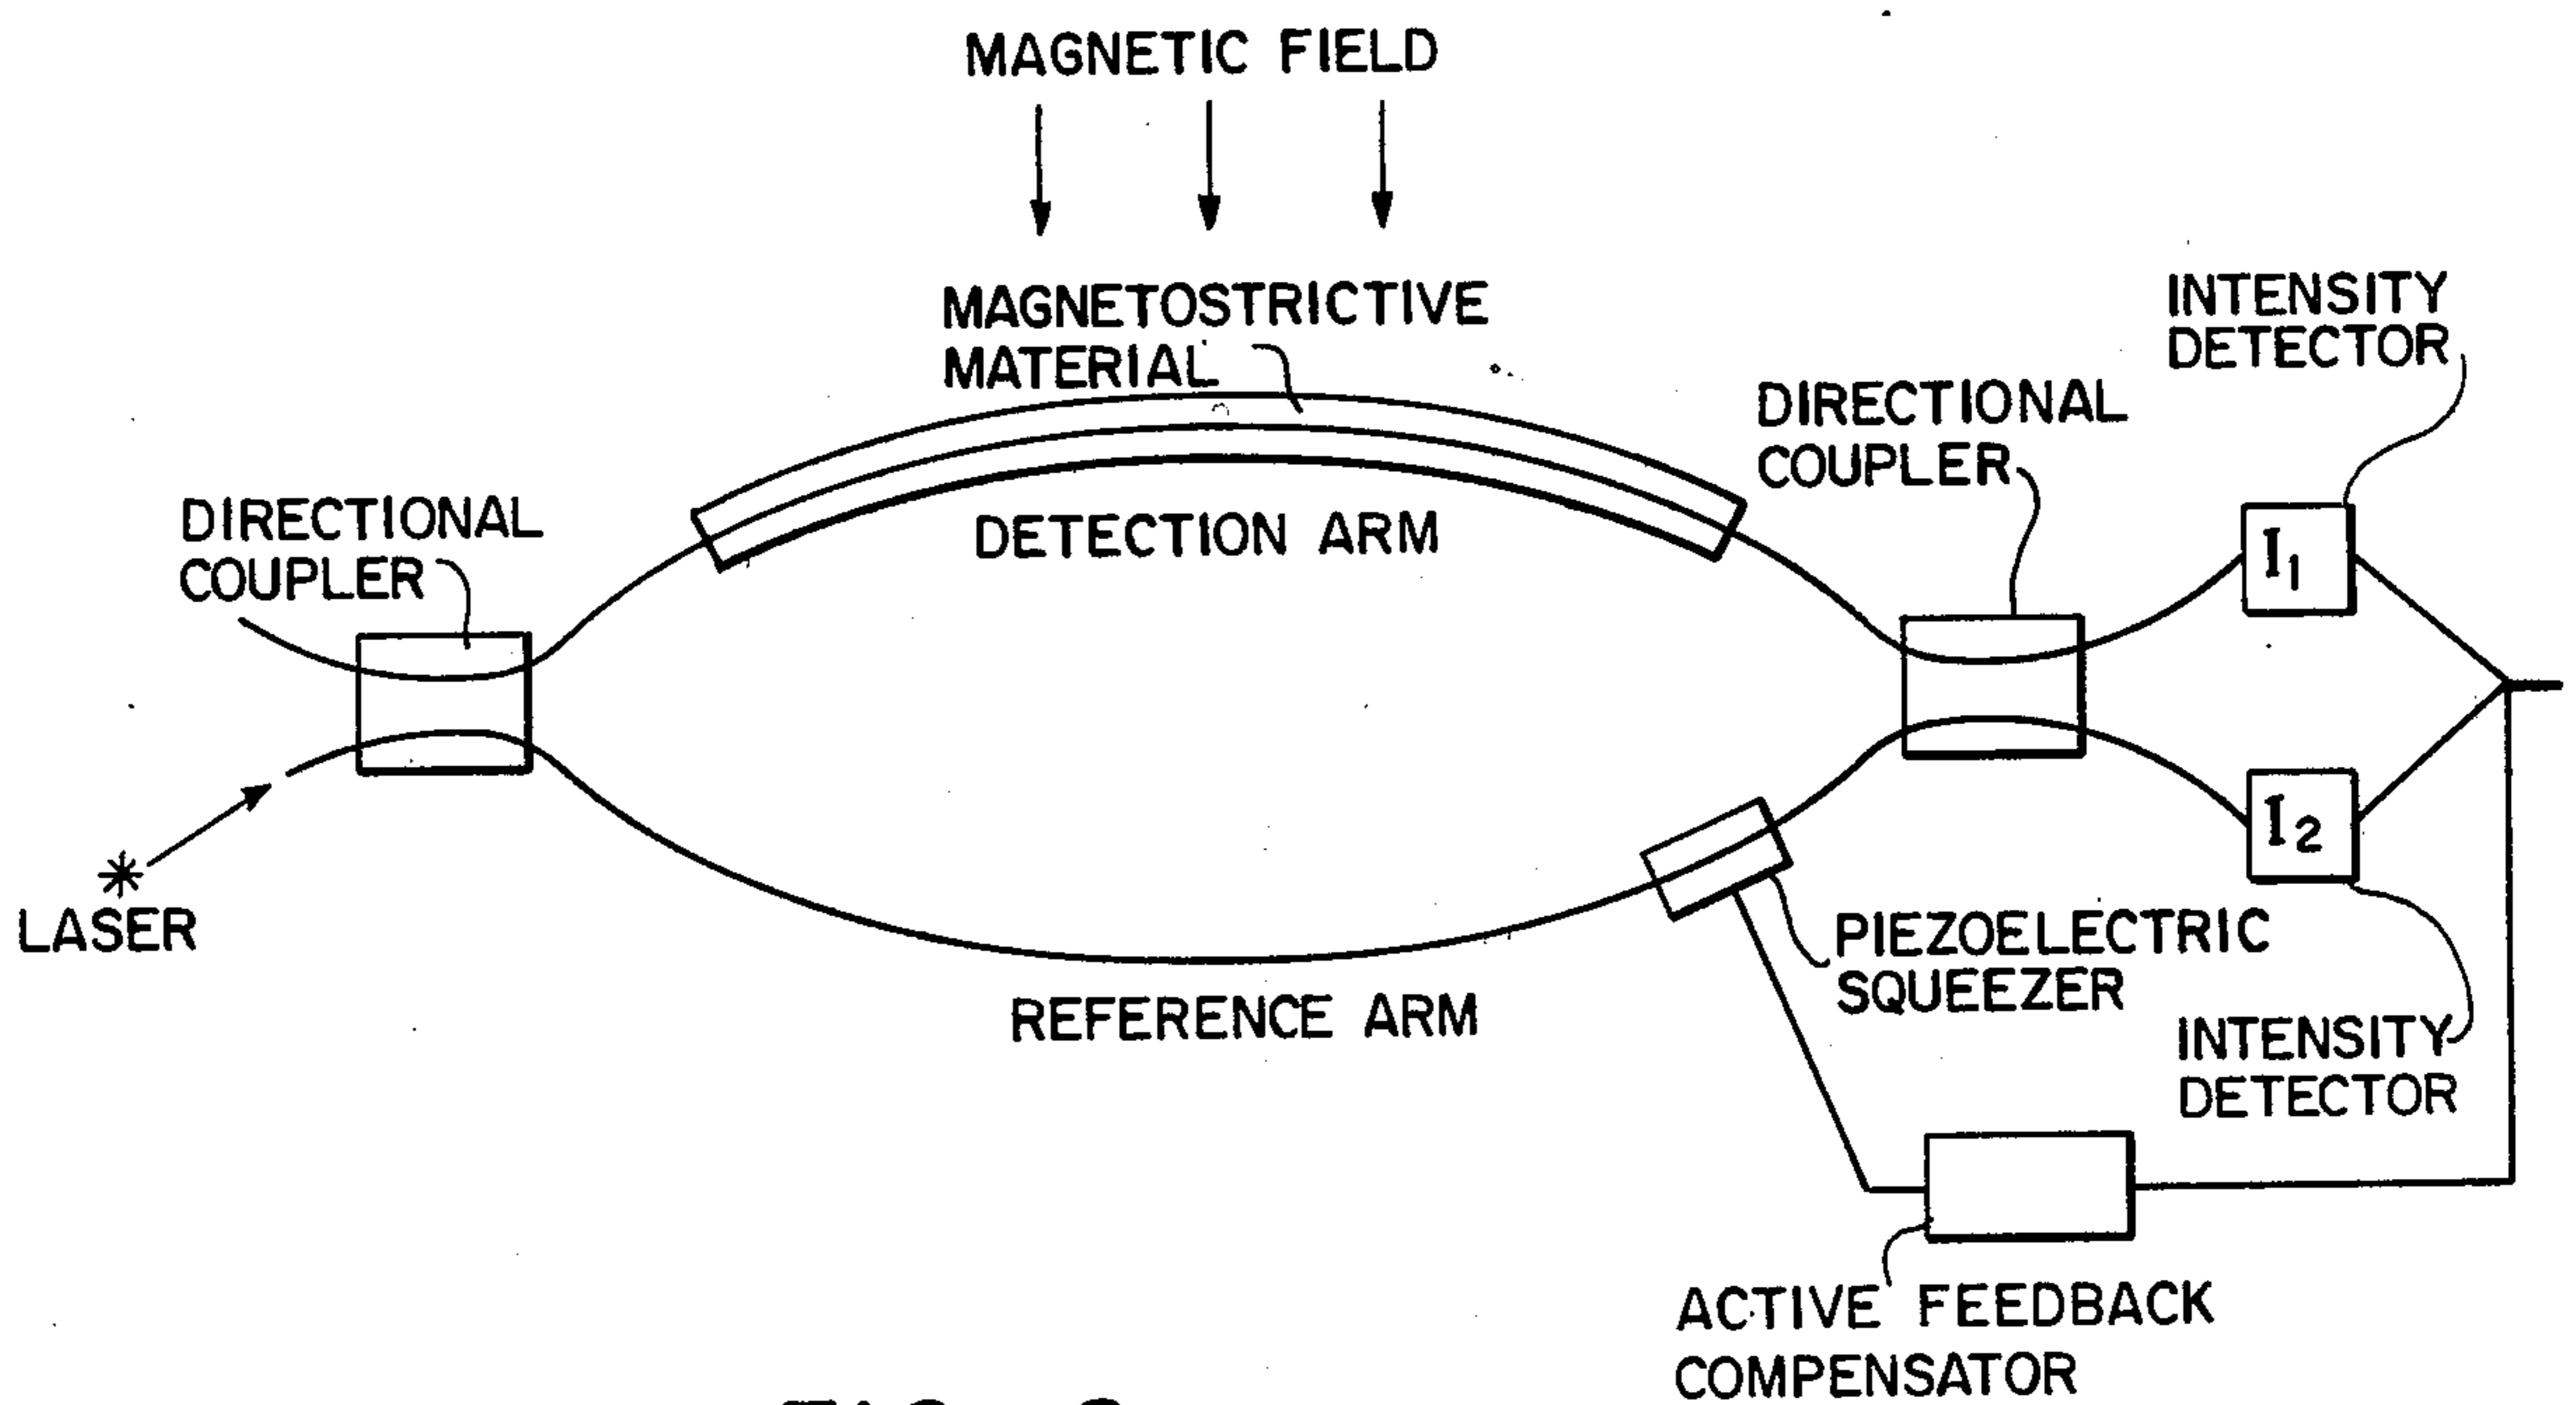 MAGNETIC FIELD
MAGNETOSTRICTIVE
MATERIAL
INTENSITY
DETECTOR
DIRECTIONAL
COUPLER
DIRECTIONAL
COUPLER
DETECTION ARM
I1
I2
LASER
PIEZOELECTRIC
SQUEEZER
REFERENCE ARM
INTENSITY
DETECTOR
ACTIVE FEEDBACK
COMPENSATOR